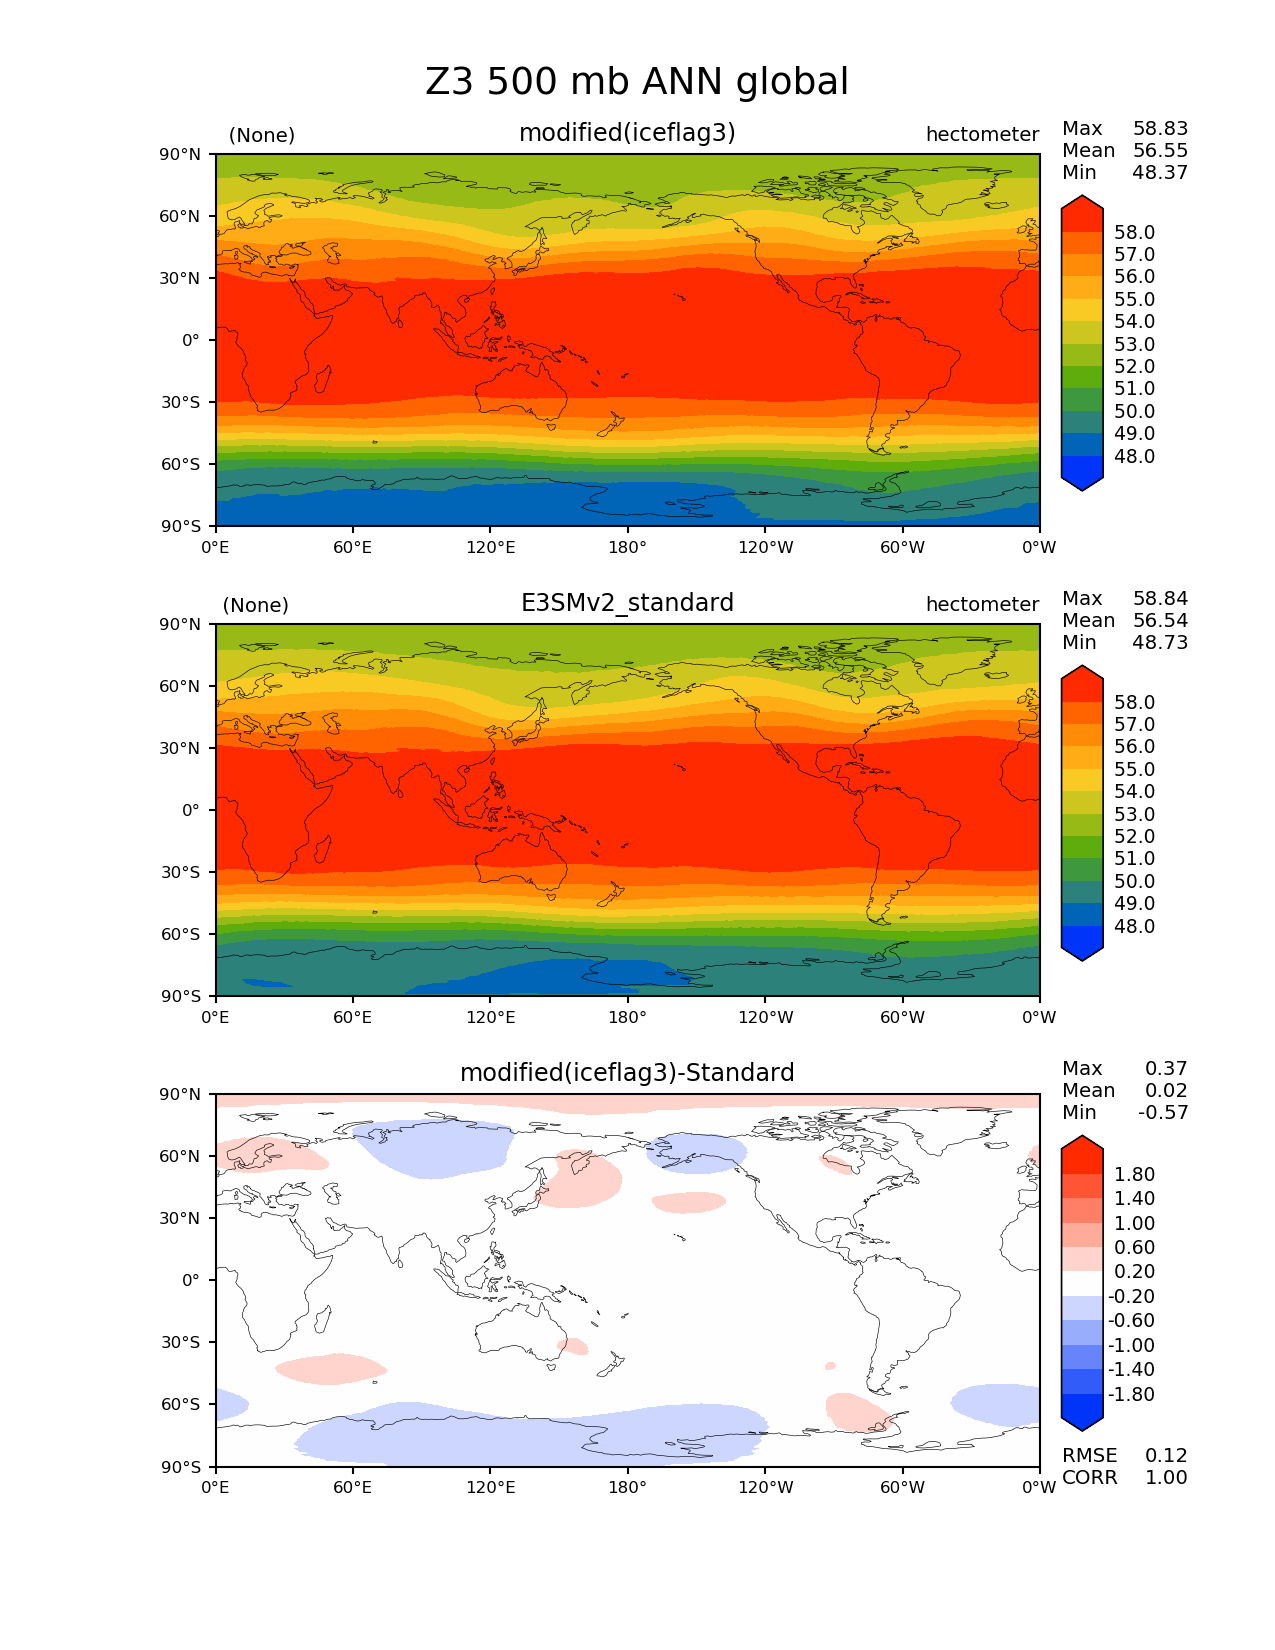 Z3 500 mb ANN global
(None) modified(iceflag3) hectometer
Max 58.83
Mean 56.55
Min 48.37
90°N
60°N
30°N
0°
30°S
60°S
90°S
0°E 60°E 120°E 180° 120°W 60°W 0°W
58.0
57.0
56.0
55.0
54.0
53.0
52.0
51.0
50.0
49.0
48.0
(None) E3SMv2_standard hectometer
Max 58.84
Mean 56.54
Min 48.73
90°N
60°N
30°N
0°
30°S
60°S
90°S
0°E 60°E 120°E 180° 120°W 60°W 0°W
58.0
57.0
56.0
55.0
54.0
53.0
52.0
51.0
50.0
49.0
48.0
modified(iceflag3)-Standard
Max 0.37
Mean 0.02
Min -0.57
90°N
60°N
30°N
0°
30°S
60°S
90°S
0°E 60°E 120°E 180° 120°W 60°W 0°W
1.80
1.40
1.00
0.60
0.20
-0.20
-0.60
-1.00
-1.40
-1.80
RMSE 0.12
CORR 1.00